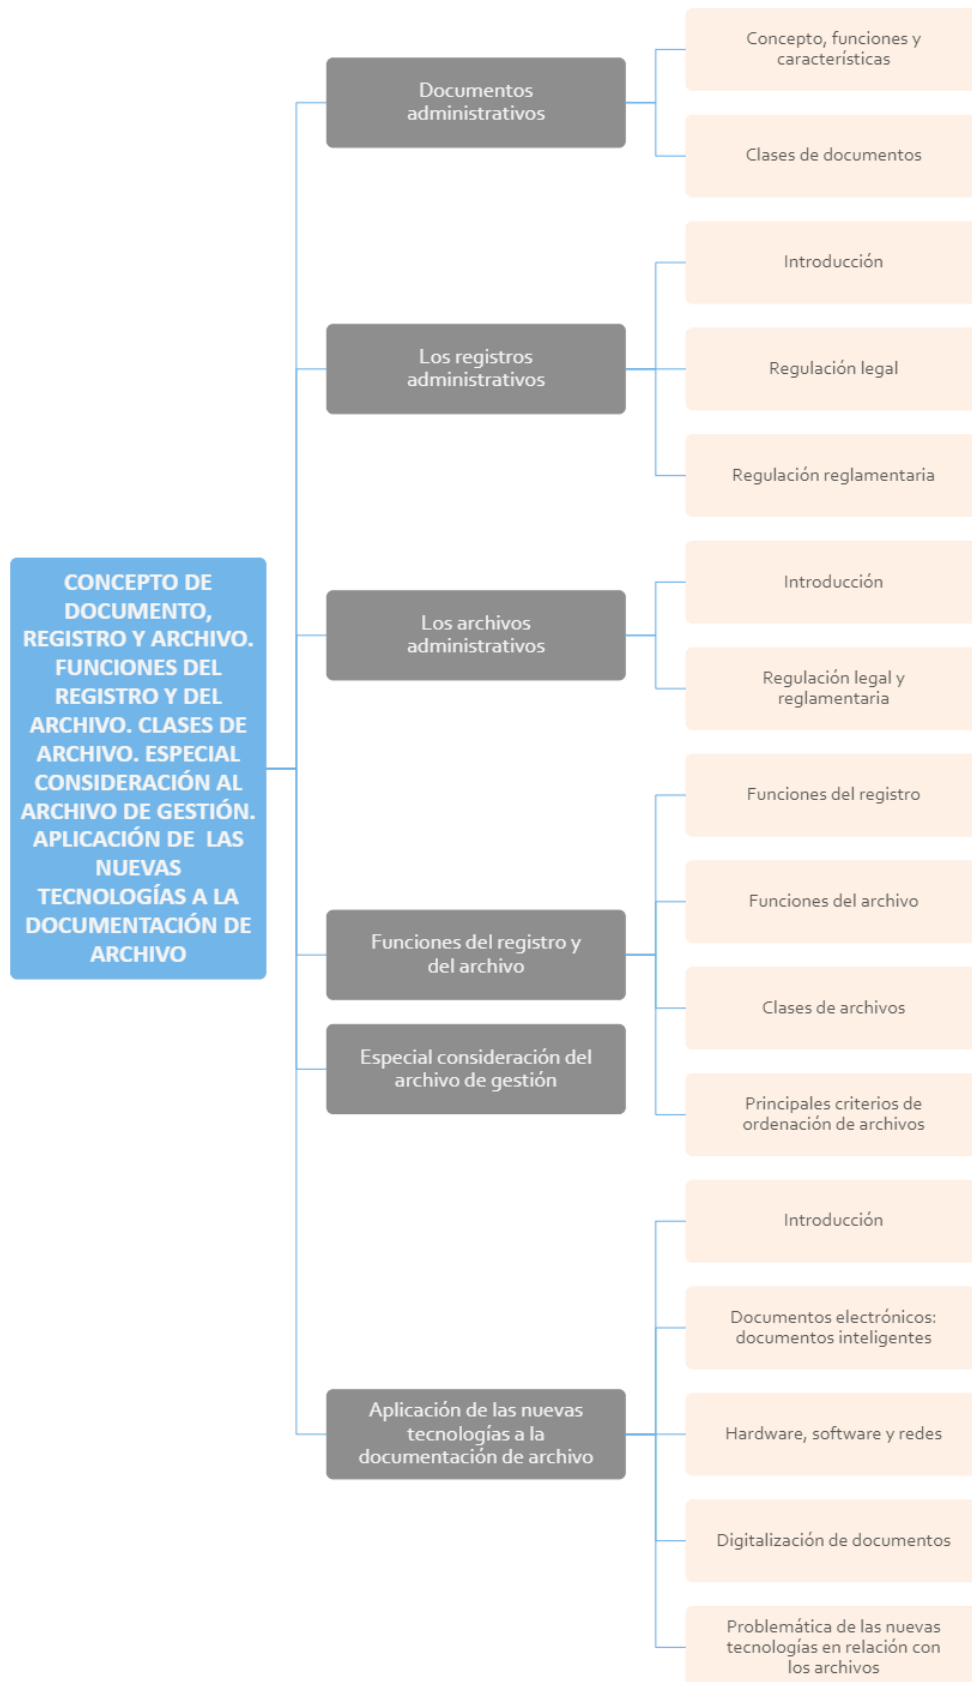 CONCEPTO DE
DOCUMENTO,
REGISTRO Y ARCHIVO.
FUNCIONES DEL
REGISTRO Y DEL
ARCHIVO. CLASES DE
ARCHIVO. ESPECIAL
CONSIDERACIÓN AL
ARCHIVO DE GESTIÓN.
APLICACIÓN DE LAS
NUEVAS
TECNOLOGÍAS A LA
DOCUMENTACIÓN DE
ARCHIVO
Documentos
administrativos
Concepto, funciones y
características
Clases de documentos
Los registros
administrativos
Introducción
Regulación legal
Regulación reglamentaria
Los archivos
administrativos
Introducción
Regulación legal y
reglamentaria
Funciones del registro y
del archivo
Funciones del registro
Funciones del archivo
Clases de archivos
Principales criterios de
ordenación de archivos
Especial consideración del
archivo de gestión
Aplicación de las nuevas
tecnologías a la
documentación de archivo
Introducción
Documentos electrónicos:
documentos inteligentes
Hardware, software y redes
Digitalización de documentos
Problemática de las nuevas
tecnologías en relación con
los archivos